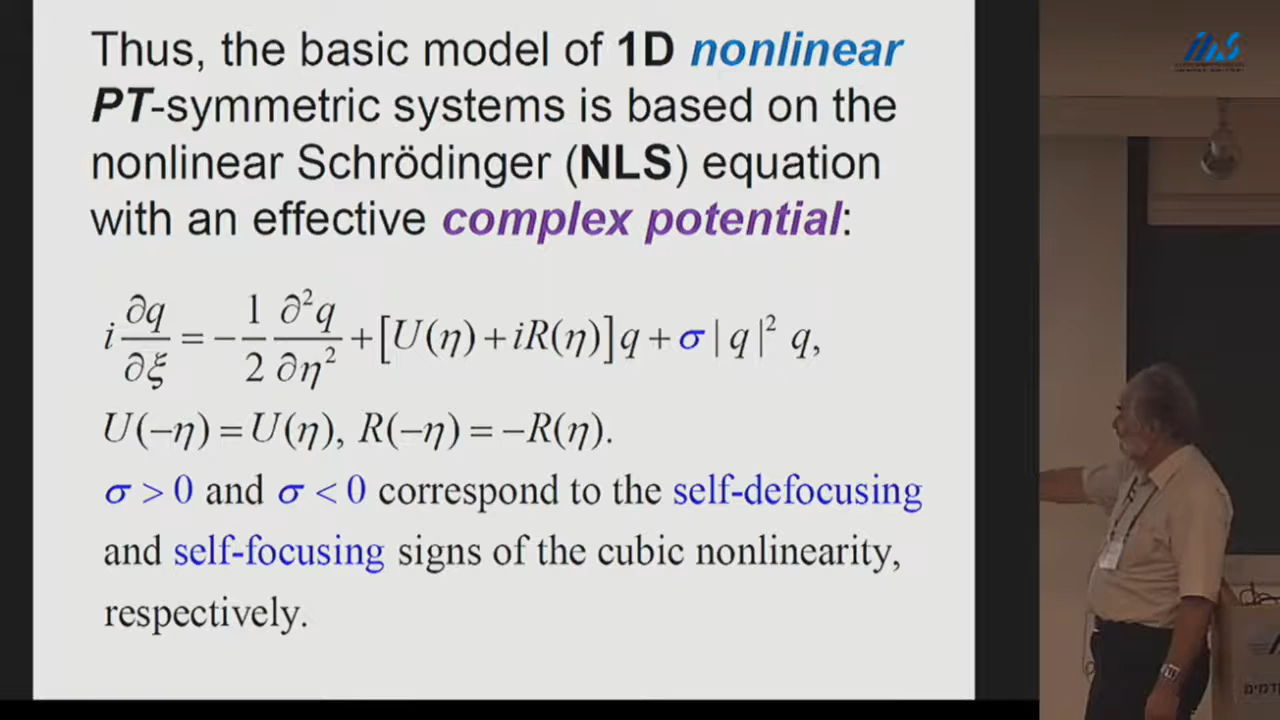 Thus, the basic model of 1D nonlinear
PT-symmetric systems is based on the
nonlinear Schrödinger (NLS) equation
with an effective complex potential:
i ∂q/∂ξ = −1/2 ∂²q/∂η² + [U(η) + iR(η)]q + σ | q |² q,
U(−η) = U(η), R(−η) = −R(η).
σ > 0 and σ < 0 correspond to the self-defocusing
and self-focusing signs of the cubic nonlinearity,
respectively.